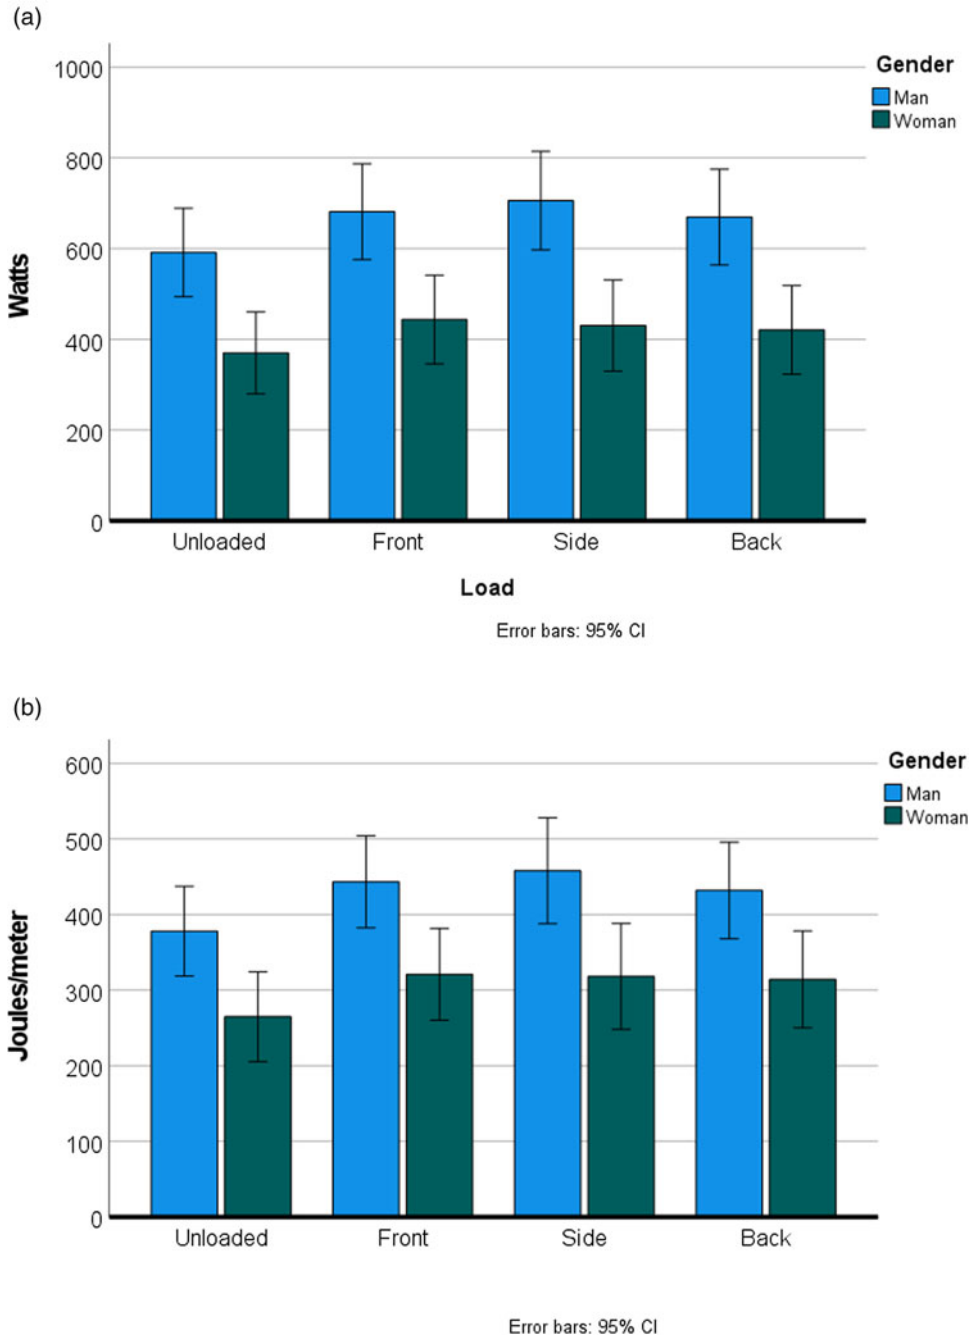 (a)
1000
800
600
400
200
0
Watts
Unloaded Front Side Back
Load
Error bars: 95% CI
Gender
Man
Woman
(b)
600
500
400
300
200
100
0
Joules/meter
Unloaded Front Side Back
Error bars: 95% CI
Gender
Man
Woman